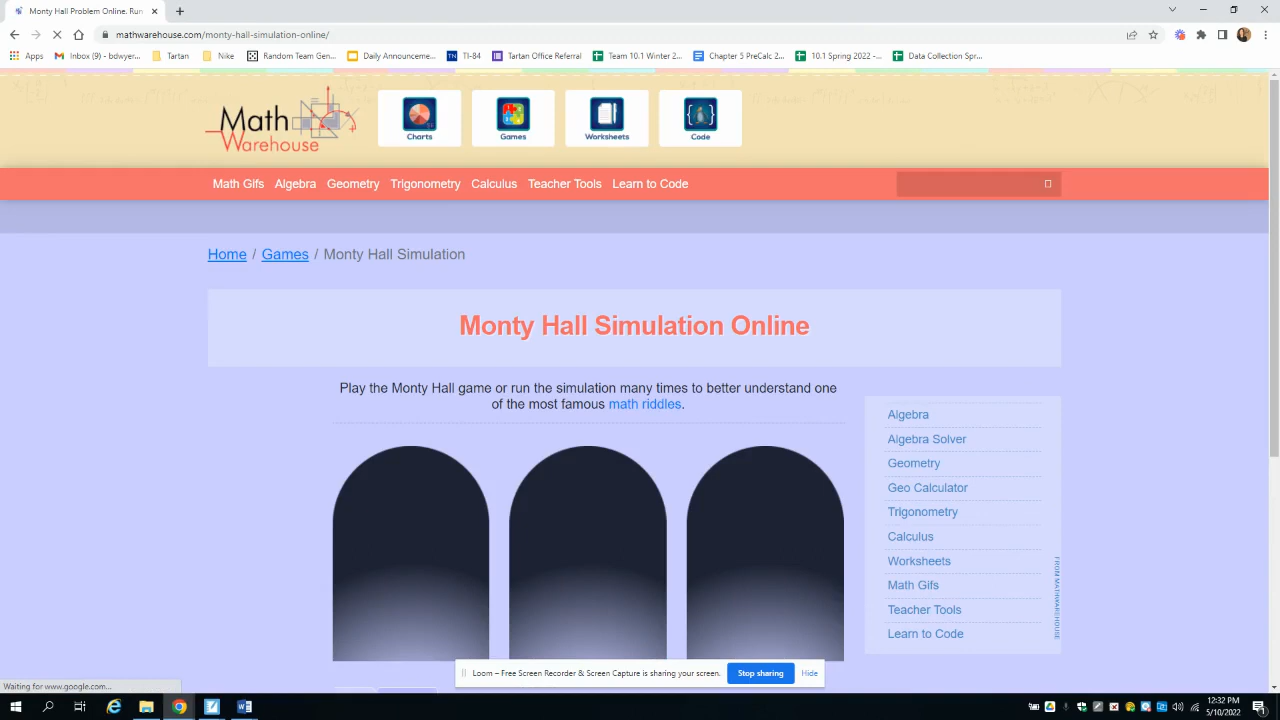 Monty Hall Online: Run
mathwarehouse.com/monty-hall-simulation-online/
Apps
Inbox (9) - bdwyer...
Tartan
Nike
Random Team Gen...
Daily Announceme...
TN
TI-84
Tartan Office Referral
Team 10.1 Winter 2...
Chapter 5 PreCalc 2...
10.1 Spring 2022 -...
Data Collection Spr...
Math
Warehouse
Charts
Games
Worksheets
Code
Math Gifs
Algebra
Geometry
Trigonometry
Calculus
Teacher Tools
Learn to Code
Home / Games / Monty Hall Simulation
Monty Hall Simulation Online
Play the Monty Hall game or run the simulation many times to better understand one
of the most famous math riddles.
Algebra
Algebra Solver
Geometry
Geo Calculator
Trigonometry
Calculus
Worksheets
Math Gifs
Teacher Tools
Learn to Code
FROM MATHWAREHOUSE
Loom – Free Screen Recorder & Screen Capture is sharing your screen.
Stop sharing
Hide
Waiting for www.google.com...
12:32 PM
5/10/2022